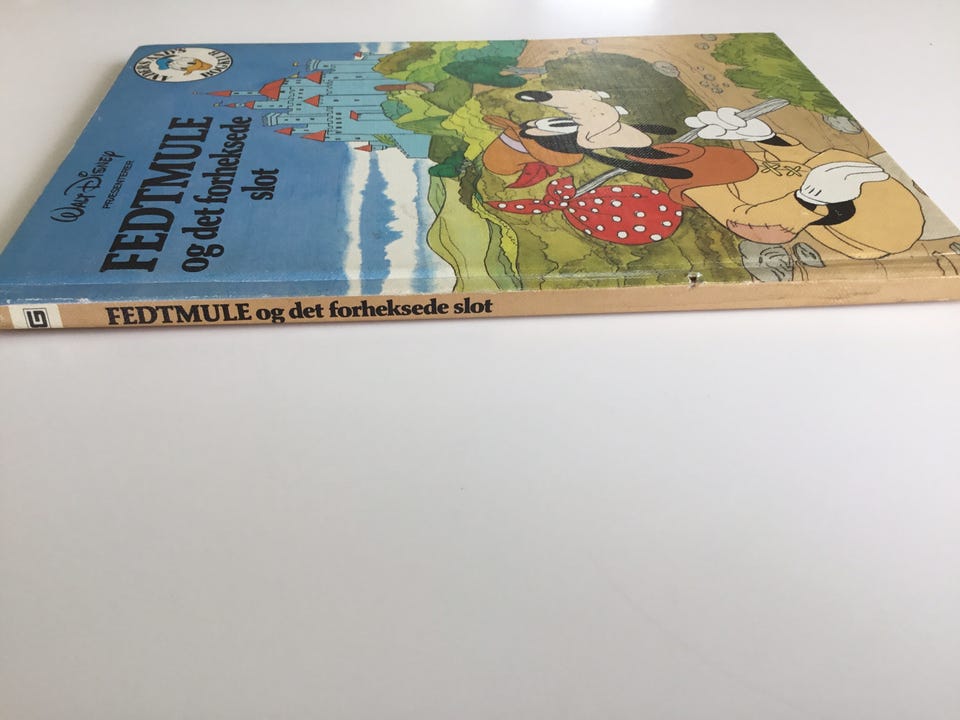 WALT DISNEY
PRÆSENTERER
FEDTMULE
og det forheksede
slot
G
FEDTMULE og det forheksede slot